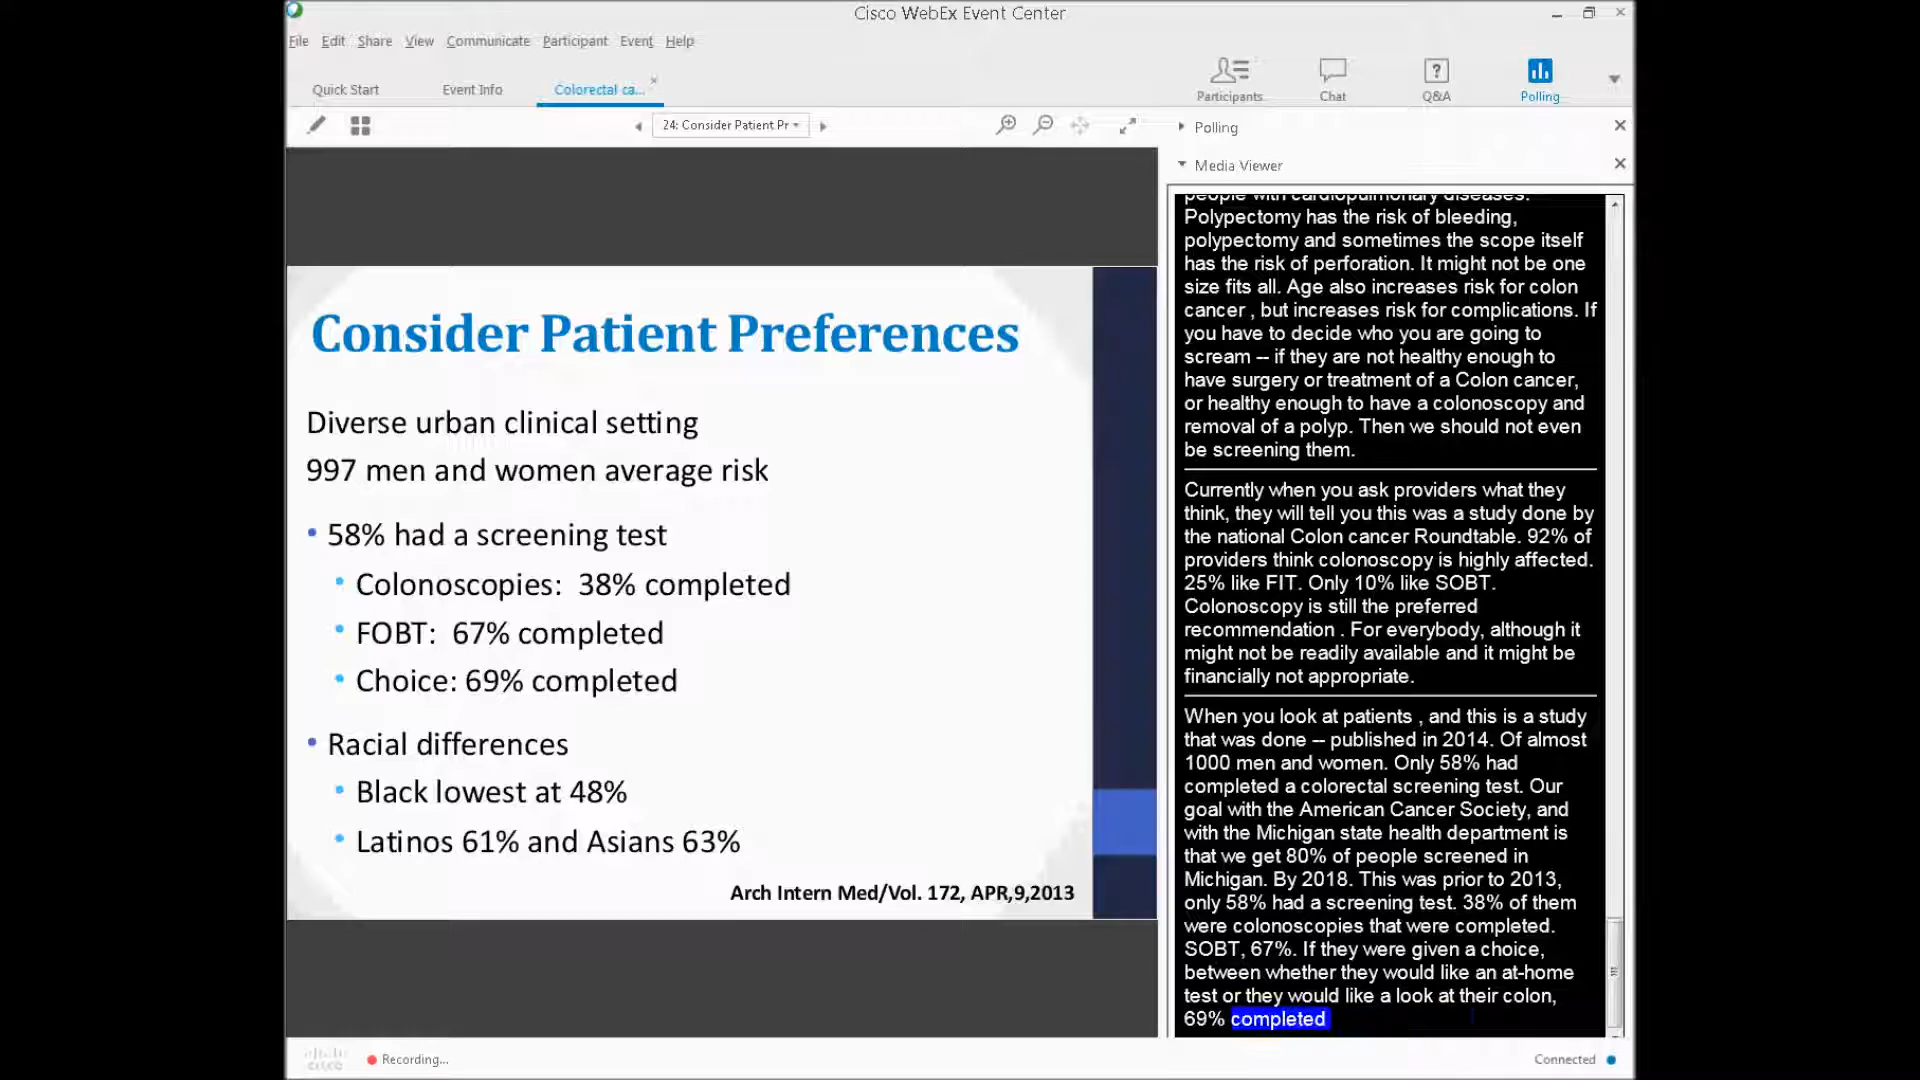 Cisco WebEx Event Center
File Edit Share View Communicate Participant Event Help
Quick Start Event Info Colorectal ca...
Participants Chat Q&A Polling
24: Consider Patient Pr
Polling
Media Viewer
Consider Patient Preferences
Diverse urban clinical setting
997 men and women average risk
• 58% had a screening test
• Colonoscopies: 38% completed
• FOBT: 67% completed
• Choice: 69% completed
• Racial differences
• Black lowest at 48%
• Latinos 61% and Asians 63%
Arch Intern Med/Vol. 172, APR,9,2013
people with cardiopulmonary diseases.
Polypectomy has the risk of bleeding,
polypectomy and sometimes the scope itself
has the risk of perforation. It might not be one
size fits all. Age also increases risk for colon
cancer , but increases risk for complications. If
you have to decide who you are going to
scream -- if they are not healthy enough to
have surgery or treatment of a Colon cancer,
or healthy enough to have a colonoscopy and
removal of a polyp. Then we should not even
be screening them.
Currently when you ask providers what they
think, they will tell you this was a study done by
the national Colon cancer Roundtable. 92% of
providers think colonoscopy is highly affected.
25% like FIT. Only 10% like SOBT.
Colonoscopy is still the preferred
recommendation . For everybody, although it
might not be readily available and it might be
financially not appropriate.
When you look at patients , and this is a study
that was done -- published in 2014. Of almost
1000 men and women. Only 58% had
completed a colorectal screening test. Our
goal with the American Cancer Society, and
with the Michigan state health department is
that we get 80% of people screened in
Michigan. By 2018. This was prior to 2013,
only 58% had a screening test. 38% of them
were colonoscopies that were completed.
SOBT, 67%. If they were given a choice,
between whether they would like an at-home
test or they would like a look at their colon,
69% completed
cisco
Recording...
Connected